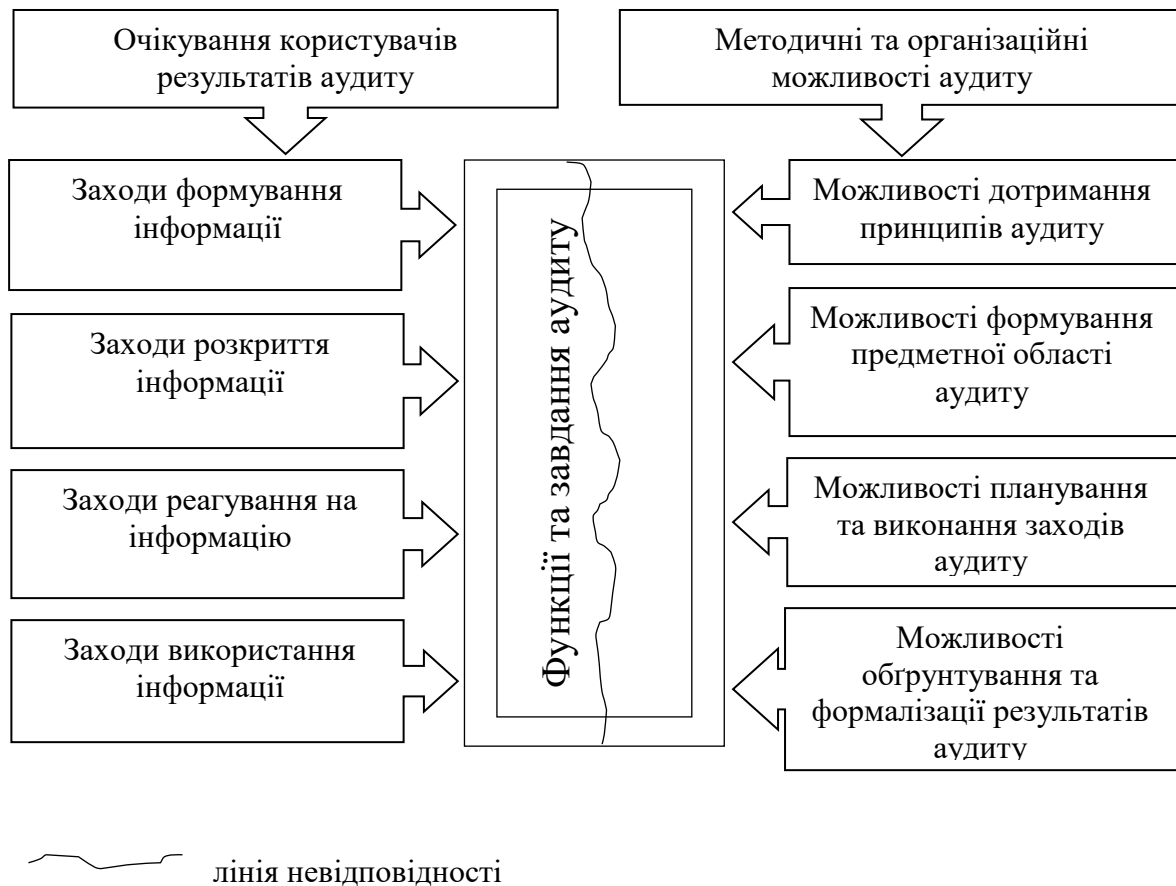 Очікування користувачів
результатів аудиту
Методичні та організаційні
можливості аудиту
Заходи формування
інформації
Заходи розкриття
інформації
Заходи реагування на
інформацію
Заходи використання
інформації
Функції та завдання аудиту
Можливості дотримання
принципів аудиту
Можливості формування
предметної області
аудиту
Можливості планування
та виконання заходів
аудиту
Можливості
обґрунтування та
формалізації результатів
аудиту
лінія невідповідності